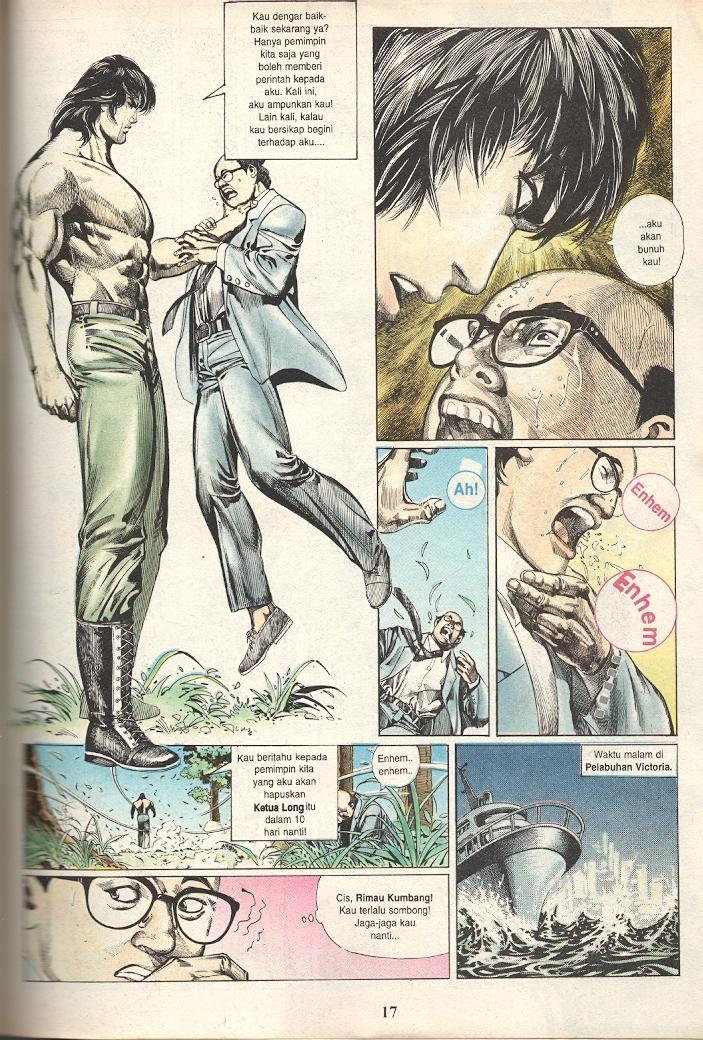 Kau dengar baik-
baik sekarang ya?
Hanya pemimpin
kita saja yang
boleh memberi
perintah kepada
aku. Kali ini,
aku ampunkan kau!
Lain kali, kalau
kau bersikap begini
terhadap aku....
...aku
akan
bunuh
kau!
Ah!
Enhem
Enhem
Kau beritahu kepada
pemimpin kita
yang aku akan
hapuskan
Ketua Long itu
dalam 10
hari nanti!
Enhem..
enhem..
Waktu malam di
Pelabuhan Victoria.
Cis, Rimau Kumbang!
Kau terlalu sombong!
Jaga-jaga kau
nanti...
17